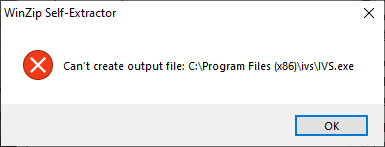 WinZip Self-Extractor
Can't create output file: C:\Program Files (x86)\ivs\IVS.exe
OK